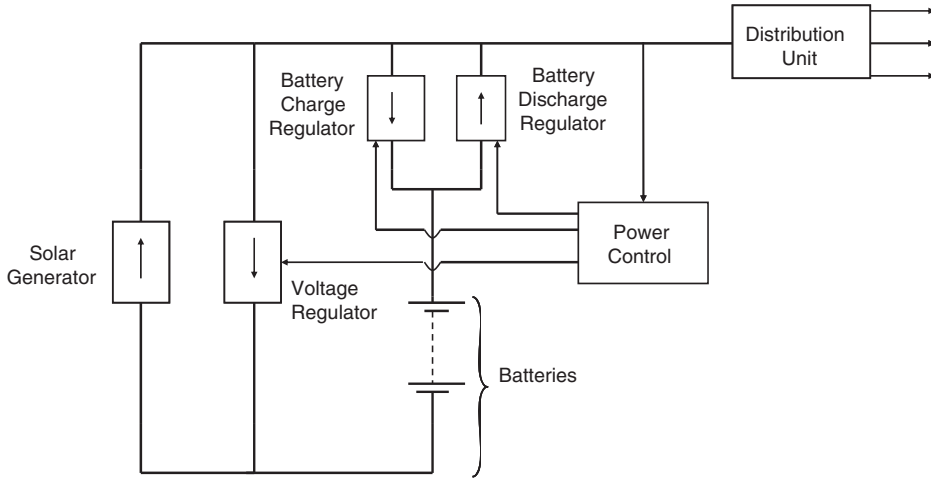 Distribution
Unit
Battery
Charge
Regulator
Battery
Discharge
Regulator
Power
Control
Solar
Generator
Voltage
Regulator
Batteries